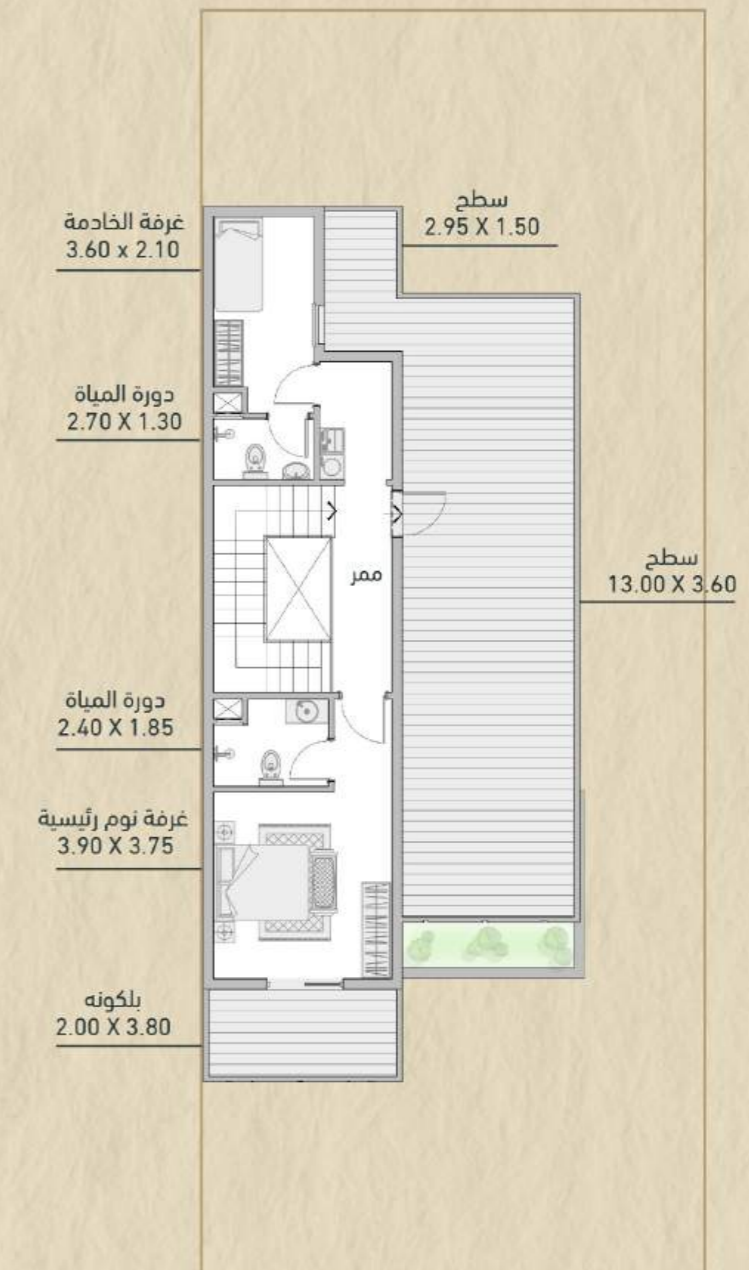 سطح
2.95 X 1.50
غرفة الخادمة
3.60 x 2.10
دورة المياة
2.70 X 1.30
سطح
13.00 X 3.60
ممر
دورة المياة
2.40 X 1.85
غرفة نوم رئيسية
3.90 X 3.75
بلكونه
2.00 X 3.80